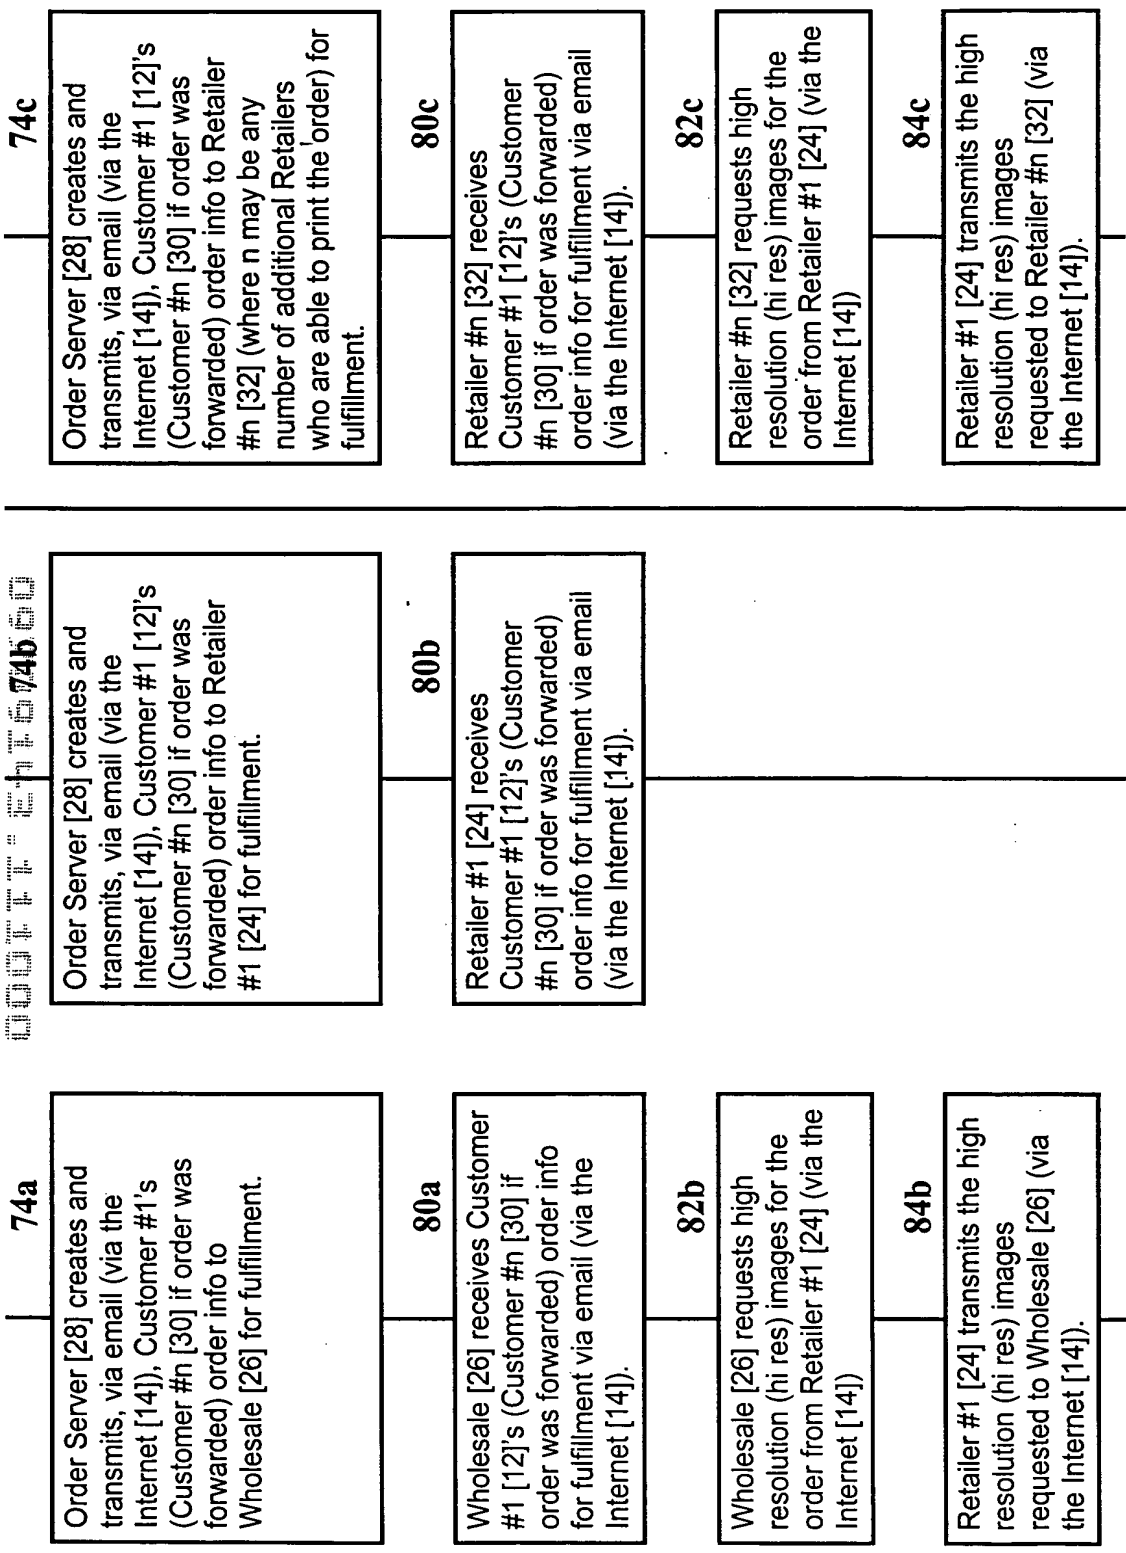 74a
Order Server [28] creates and
transmits, via email (via the
Internet [14]), Customer #1's
(Customer #n [30] if order was
forwarded) order info to
Wholesale [26] for fulfillment.
80a
Wholesale [26] receives Customer
#1 [12]'s (Customer #n [30] if
order was forwarded) order info
for fulfillment via email (via the
Internet [14]).
82b
Wholesale [26] requests high
resolution (hi res) images for the
order from Retailer #1 [24] (via the
Internet [14])
84b
Retailer #1 [24] transmits the high
resolution (hi res) images
requested to Wholesale [26] (via
the Internet [14]).
74b
Order Server [28] creates and
transmits, via email (via the
Internet [14]), Customer #1 [12]'s
(Customer #n [30] if order was
forwarded) order info to Retailer
#1 [24] for fulfillment.
80b
Retailer #1 [24] receives
Customer #1 [12]'s (Customer
#n [30] if order was forwarded)
order info for fulfillment via email
(via the Internet [14]).
74c
Order Server [28] creates and
transmits, via email (via the
Internet [14]), Customer #1 [12]'s
(Customer #n [30] if order was
forwarded) order info to Retailer
#n [32] (where n may be any
number of additional Retailers
who are able to print the order) for
fulfillment.
80c
Retailer #n [32] receives
Customer #1 [12]'s (Customer
#n [30] if order was forwarded)
order info for fulfillment via email
(via the Internet [14]).
82c
Retailer #n [32] requests high
resolution (hi res) images for the
order from Retailer #1 [24] (via the
Internet [14])
84c
Retailer #1 [24] transmits the high
resolution (hi res) images
requested to Retailer #n [32] (via
the Internet [14]).